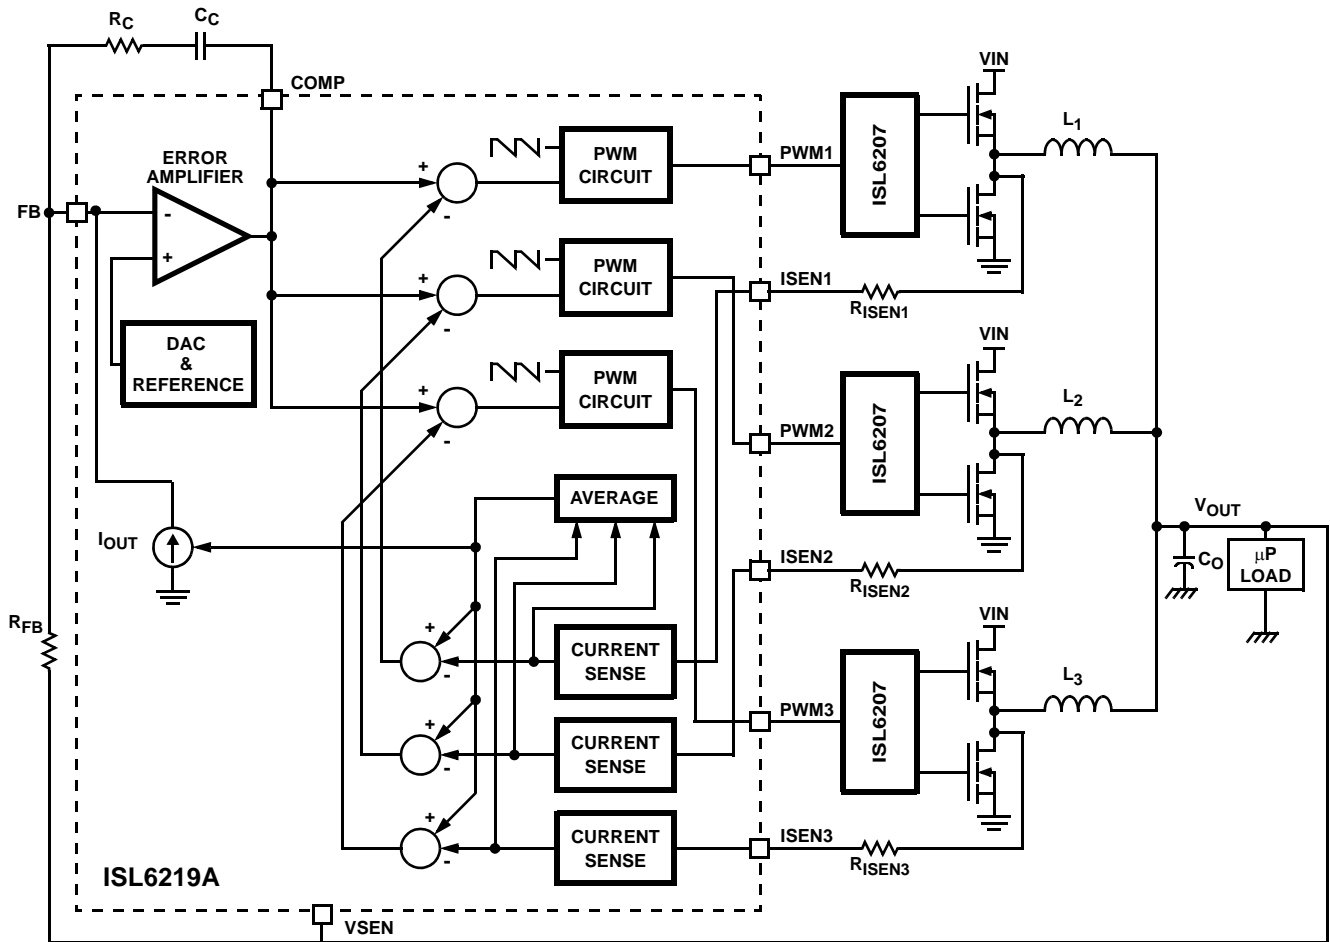 RC
CC
COMP
VIN
ERROR
AMPLIFIER
+
-
PWM
CIRCUIT
PWM1
ISL6207
L1
FB
-
+
+
-
PWM
CIRCUIT
ISEN1
RISEN1
DAC
&
REFERENCE
+
-
PWM
CIRCUIT
VIN
PWM2
ISL6207
L2
AVERAGE
IOUT
VOUT
ISEN2
RISEN2
CO
µP
LOAD
RFB
+
-
CURRENT
SENSE
VIN
PWM3
ISL6207
L3
+
-
CURRENT
SENSE
+
-
CURRENT
SENSE
ISEN3
RISEN3
ISL6219A
VSEN